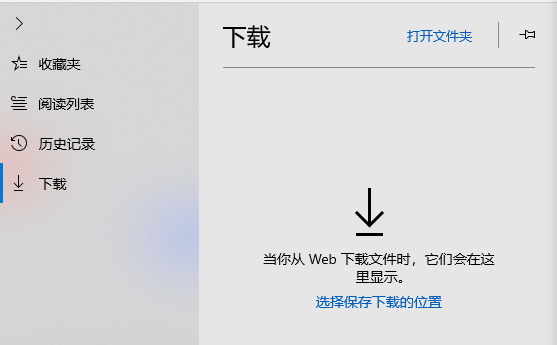 下载
打开文件夹
收藏夹
阅读列表
历史记录
下载
当你从 Web 下载文件时，它们会在这
里显示。
选择保存下载的位置